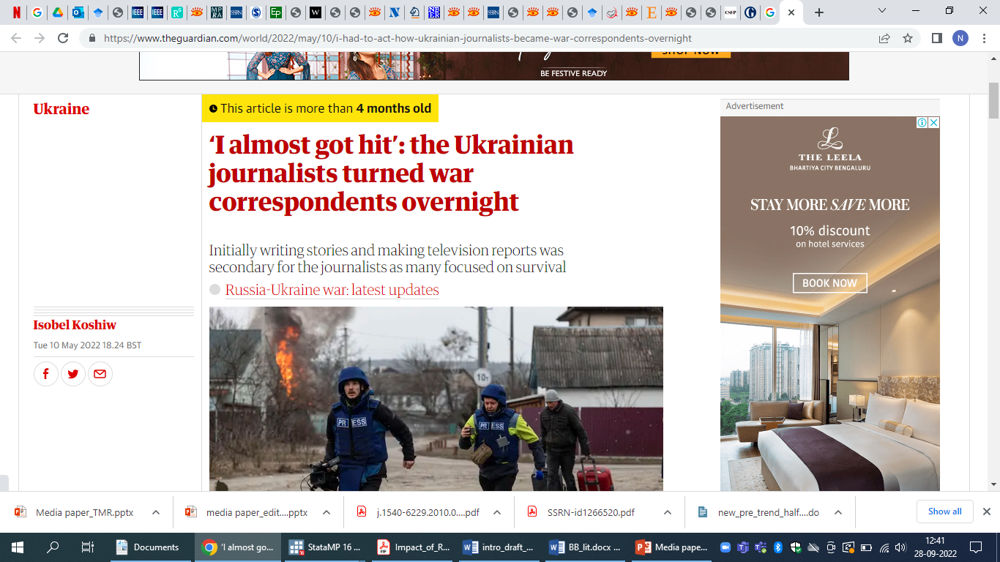 https://www.theguardian.com/world/2022/may/10/i-had-to-act-how-ukrainian-journalists-became-war-correspondents-overnight
N
SHOP NOW
BE FESTIVE READY
Ukraine
This article is more than 4 months old
‘I almost got hit’: the Ukrainian
journalists turned war
correspondents overnight
Initially writing stories and making television reports was
secondary for the journalists as many focused on survival
Russia-Ukraine war: latest updates
Isobel Koshiw
Tue 10 May 2022 18.24 BST
10т
PRESS
PRESS
Advertisement
THE LEELA
BHARTIYA CITY BENGALURU
STAY MORE SAVE MORE
10% discount
on hotel services
BOOK NOW
Media paper_TMR.pptx
media paper_edit....pptx
j.1540-6229.2010.0....pdf
SSRN-id1266520.pdf
new_pre_trend_half....do
Show all
Documents
‘I almost go...
StataMP 16 ...
Impact_of_R...
intro_draft_...
BB_lit.docx ...
Media pape...
12:41
28-09-2022